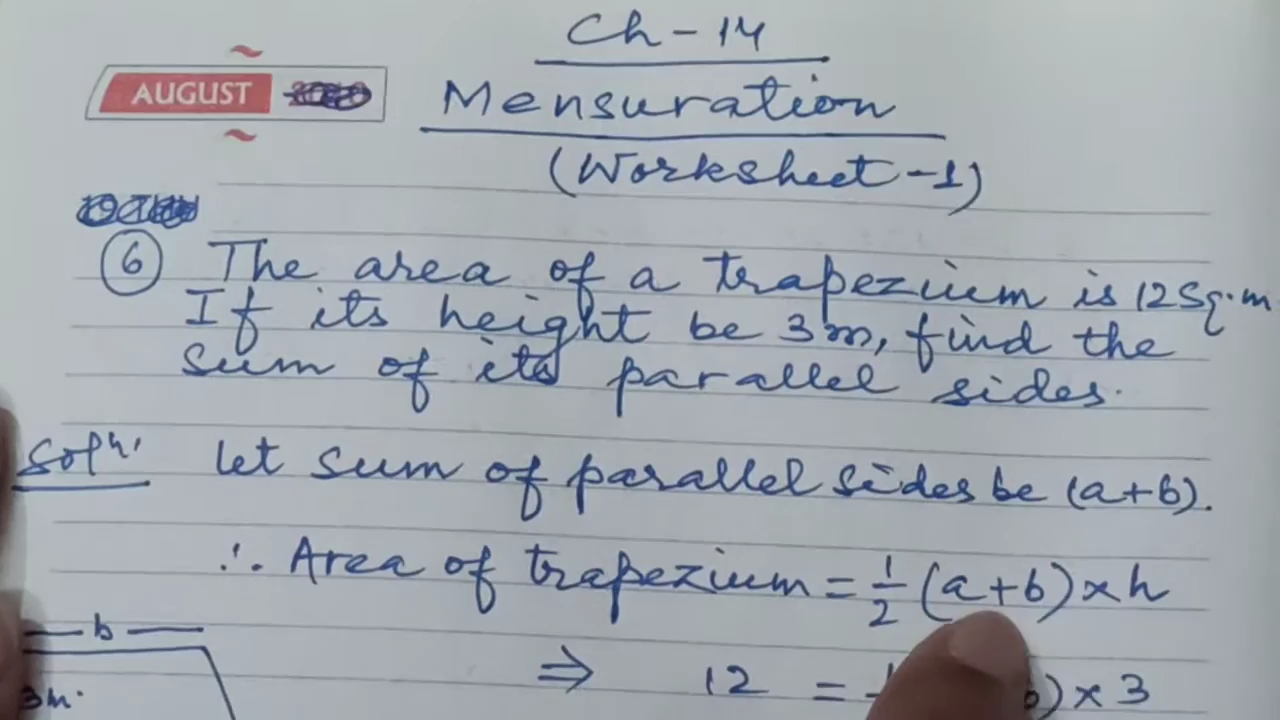 Ch-14
AUGUST
Mensuration
(Worksheet-1)
6 The area of a trapezium is 12 Sq.m
If its height be 3m, find the
sum of its parallel sides.
Solⁿ. Let sum of parallel sides be (a+b).
∴ Area of trapezium = 1/2 (a+b)×h
b
⇒ 12 = b)×3
3m.